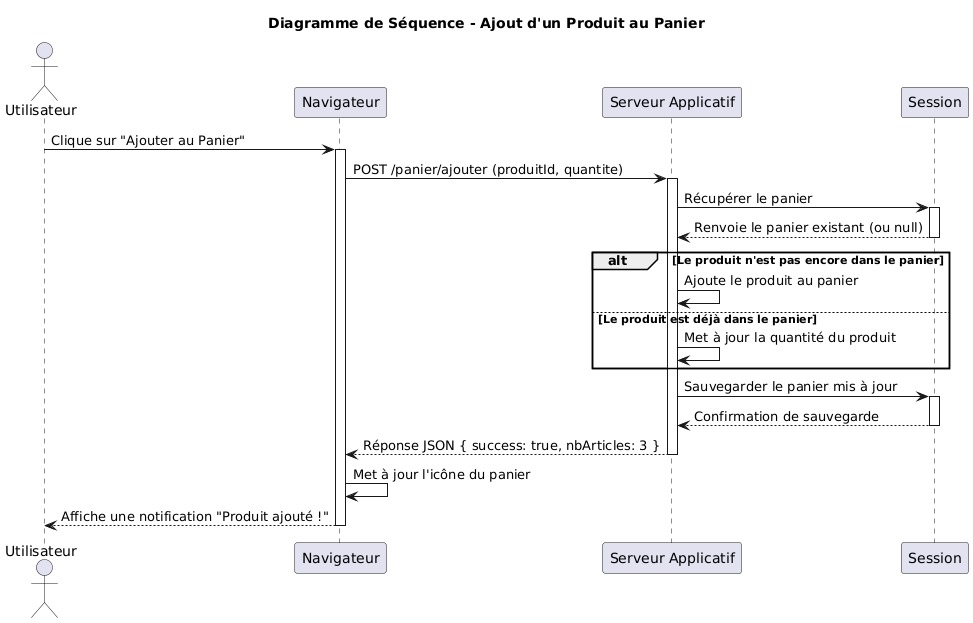 Diagramme de Séquence - Ajout d'un Produit au Panier
Utilisateur
Navigateur
Serveur Applicatif
Session
Clique sur "Ajouter au Panier"
POST /panier/ajouter (produitId, quantite)
Récupérer le panier
Renvoie le panier existant (ou null)
alt
[Le produit n'est pas encore dans le panier]
Ajoute le produit au panier
[Le produit est déjà dans le panier]
Met à jour la quantité du produit
Sauvegarder le panier mis à jour
Confirmation de sauvegarde
Réponse JSON { success: true, nbArticles: 3 }
Met à jour l'icône du panier
Affiche une notification "Produit ajouté !"
Utilisateur
Navigateur
Serveur Applicatif
Session